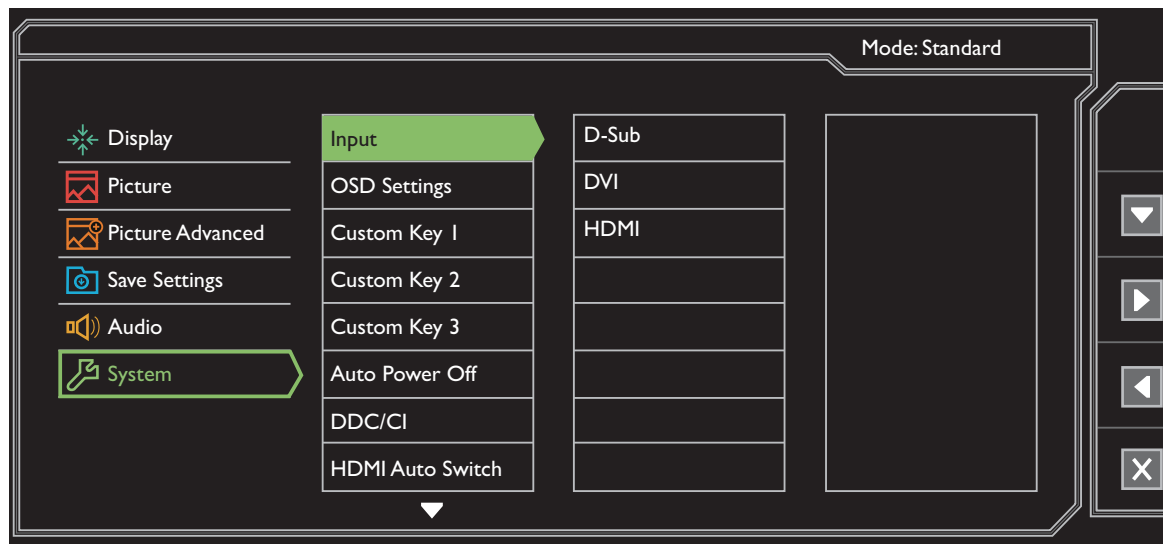 Mode: Standard
Display
Picture
Picture Advanced
Save Settings
Audio
System
Input
OSD Settings
Custom Key 1
Custom Key 2
Custom Key 3
Auto Power Off
DDC/CI
HDMI Auto Switch
D-Sub
DVI
HDMI
X